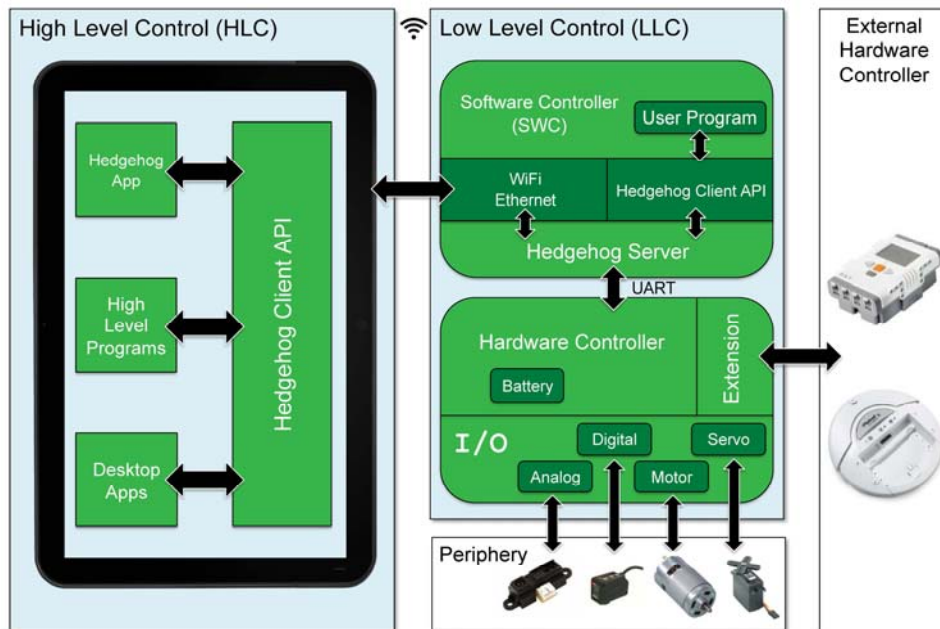 High Level Control (HLC)
Hedgehog
App
High
Level
Programs
Desktop
Apps
Hedgehog Client API
Low Level Control (LLC)
Software Controller
(SWC)
User Program
WiFi
Ethernet
Hedgehog Client API
Hedgehog Server
UART
Hardware Controller
Battery
Extension
I/O
Digital
Servo
Analog
Motor
Periphery
External
Hardware
Controller